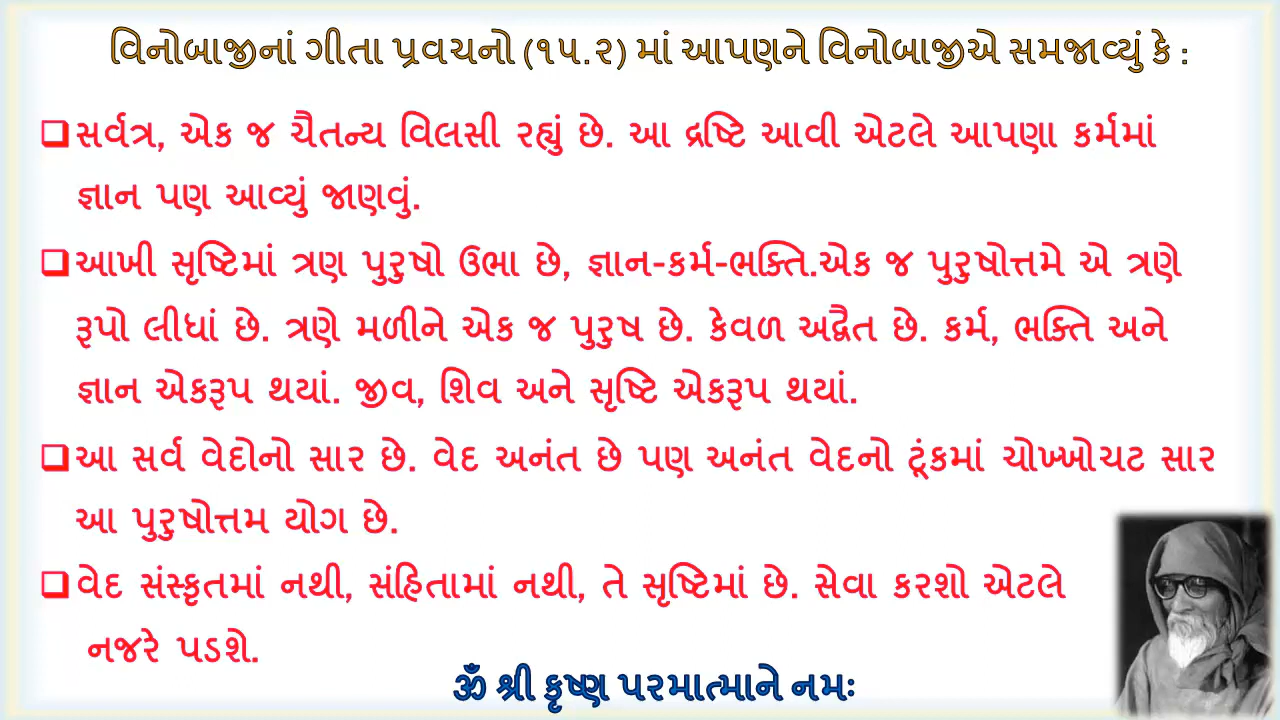 વિનોબાજીનાં ગીતા પ્રવચનો (૧૫.૨) માં આપણને વિનોબાજીએ સમજાવ્યું કે :
❑ સર્વત્ર, એક જ ચૈતન્ય વિલસી રહ્યું છે. આ દ્રષ્ટિ આવી એટલે આપણા કર્મમાં
જ્ઞાન પણ આવ્યું જાણવું.
❑ આખી સૃષ્ટિમાં ત્રણ પુરુષો ઉભા છે, જ્ઞાન-કર્મ-ભક્તિ.એક જ પુરુષોત્તમે એ ત્રણે
રૂપો લીધાં છે. ત્રણે મળીને એક જ પુરુષ છે. કેવળ અદ્વૈત છે. કર્મ, ભક્તિ અને
જ્ઞાન એકરૂપ થયાં. જીવ, શિવ અને સૃષ્ટિ એકરૂપ થયાં.
❑ આ સર્વ વેદોનો સાર છે. વેદ અનંત છે પણ અનંત વેદનો ટૂંકમાં ચોખ્ખોચટ સાર
આ પુરુષોત્તમ યોગ છે.
❑ વેદ સંસ્કૃતમાં નથી, સંહિતામાં નથી, તે સૃષ્ટિમાં છે. સેવા કરશો એટલે
નજરે પડશે.
ૐ શ્રી કૃષ્ણ પરમાત્માને નમઃ